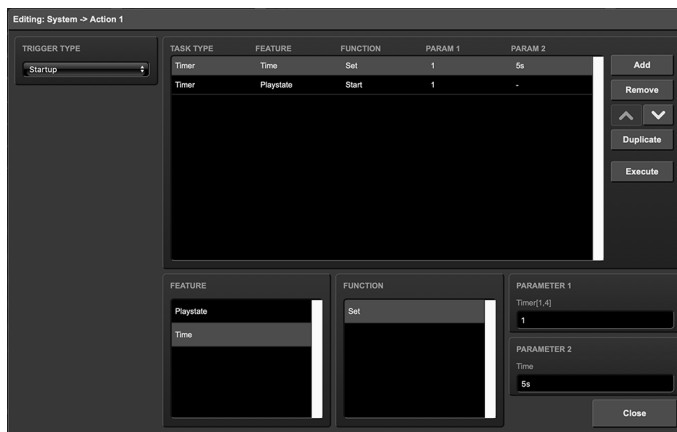 Editing: System -> Action 1
TRIGGER TYPE
Startup
TASK TYPE FEATURE FUNCTION PARAM 1 PARAM 2
Timer Time Set 1 5s
Timer Playstate Start 1 -
Add
Remove
Duplicate
Execute
FEATURE
Playstate
Time
FUNCTION
Set
PARAMETER 1
Timer[1,4]
1
PARAMETER 2
Time
5s
Close